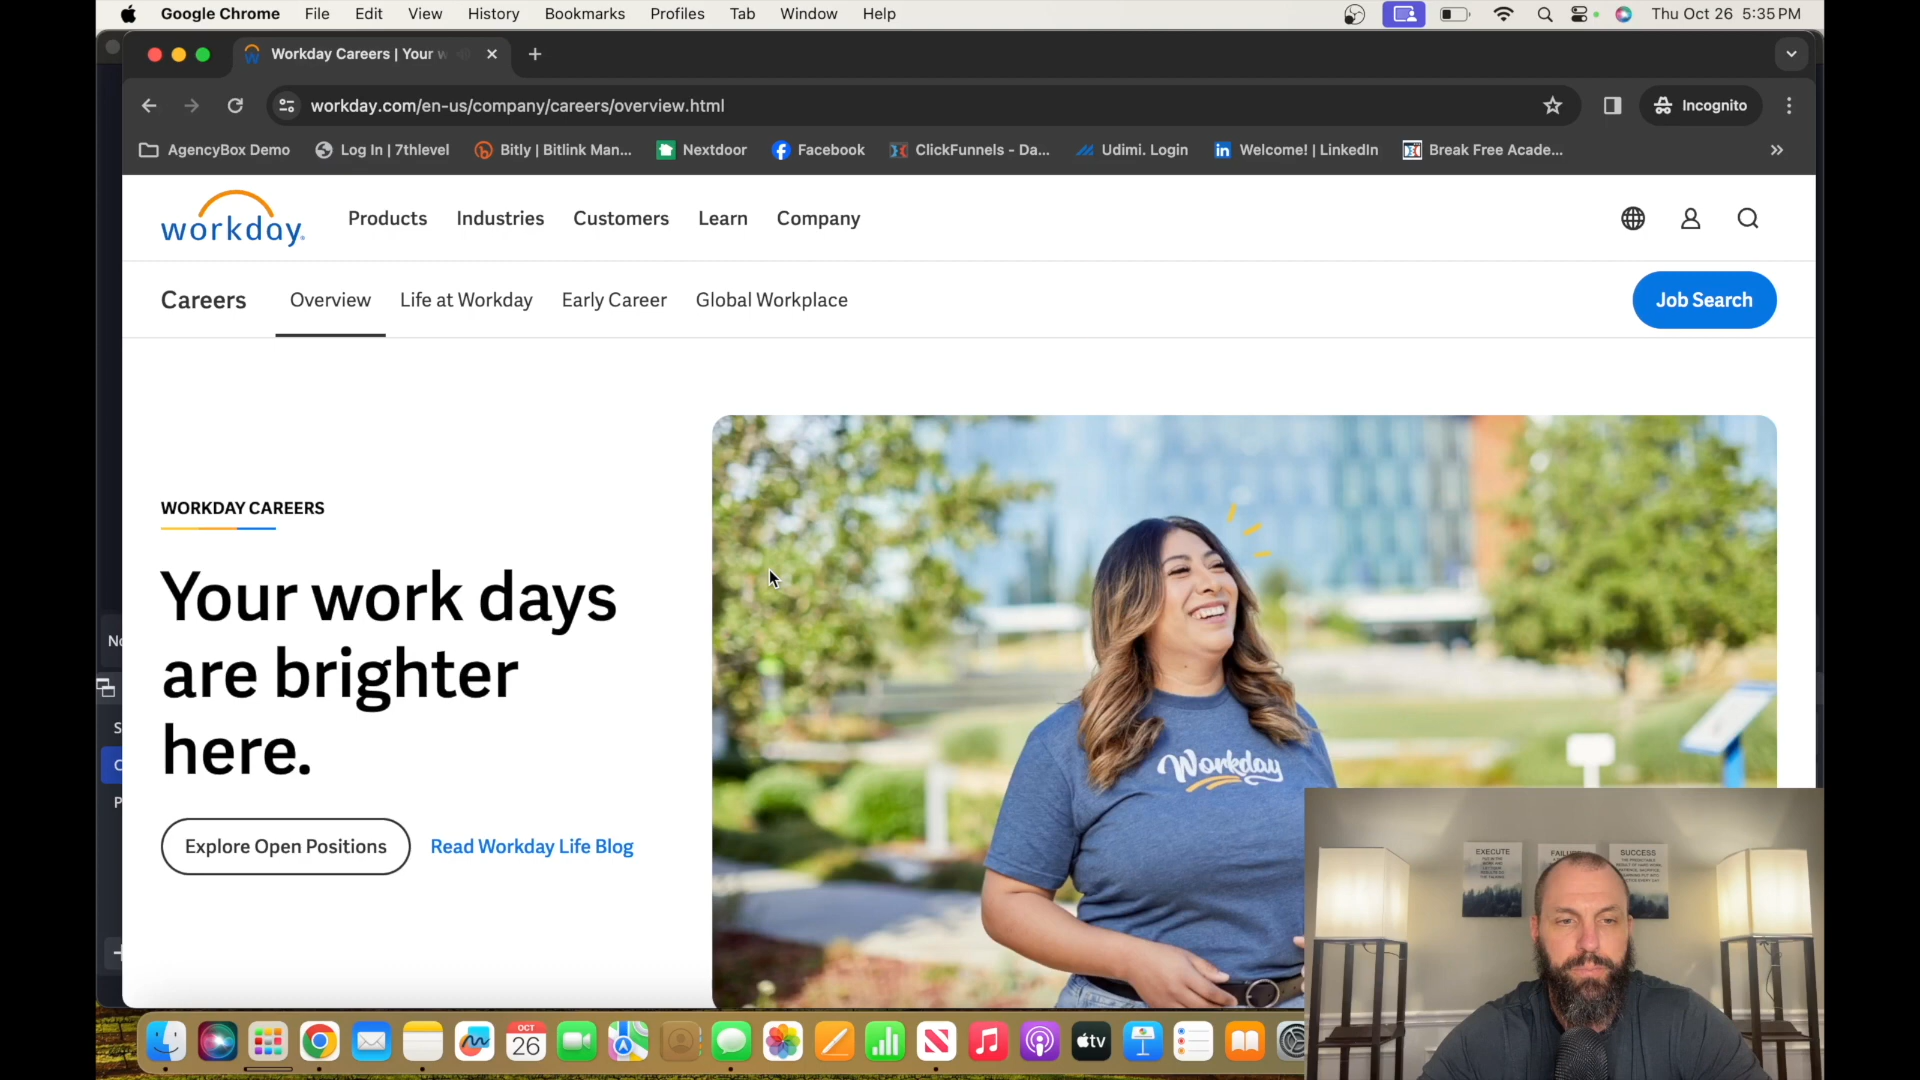 Google Chrome File Edit View History Bookmarks Profiles Tab Window Help
Thu Oct 26 5:35 PM
Workday Careers | Your w
workday.com/en-us/company/careers/overview.html
Incognito
AgencyBox Demo
Log In | 7thlevel
Bitly | Bitlink Man...
Nextdoor
Facebook
ClickFunnels - Da...
Udimi. Login
Welcome! | LinkedIn
Break Free Acade...
workday.
Products Industries Customers Learn Company
Careers Overview Life at Workday Early Career Global Workplace
Job Search
WORKDAY CAREERS
Your work days
are brighter
here.
Explore Open Positions
Read Workday Life Blog
Workday
EXECUTE
SUCCESS
OCT
26
tv